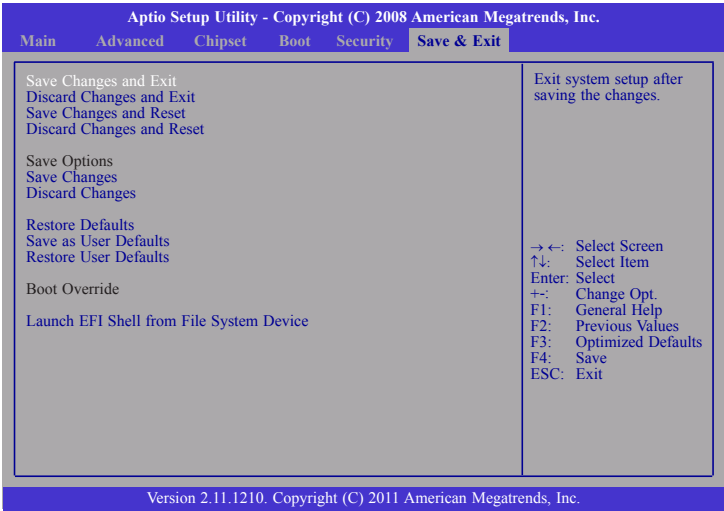 Aptio Setup Utility - Copyright (C) 2008 American Megatrends, Inc.
Main Advanced Chipset Boot Security Save & Exit
Save Changes and Exit
Discard Changes and Exit
Save Changes and Reset
Discard Changes and Reset
Save Options
Save Changes
Discard Changes
Restore Defaults
Save as User Defaults
Restore User Defaults
Boot Override
Launch EFI Shell from File System Device
Exit system setup after
saving the changes.
→ ←: Select Screen
↑↓: Select Item
Enter: Select
+-: Change Opt.
F1: General Help
F2: Previous Values
F3: Optimized Defaults
F4: Save
ESC: Exit
Version 2.11.1210. Copyright (C) 2011 American Megatrends, Inc.